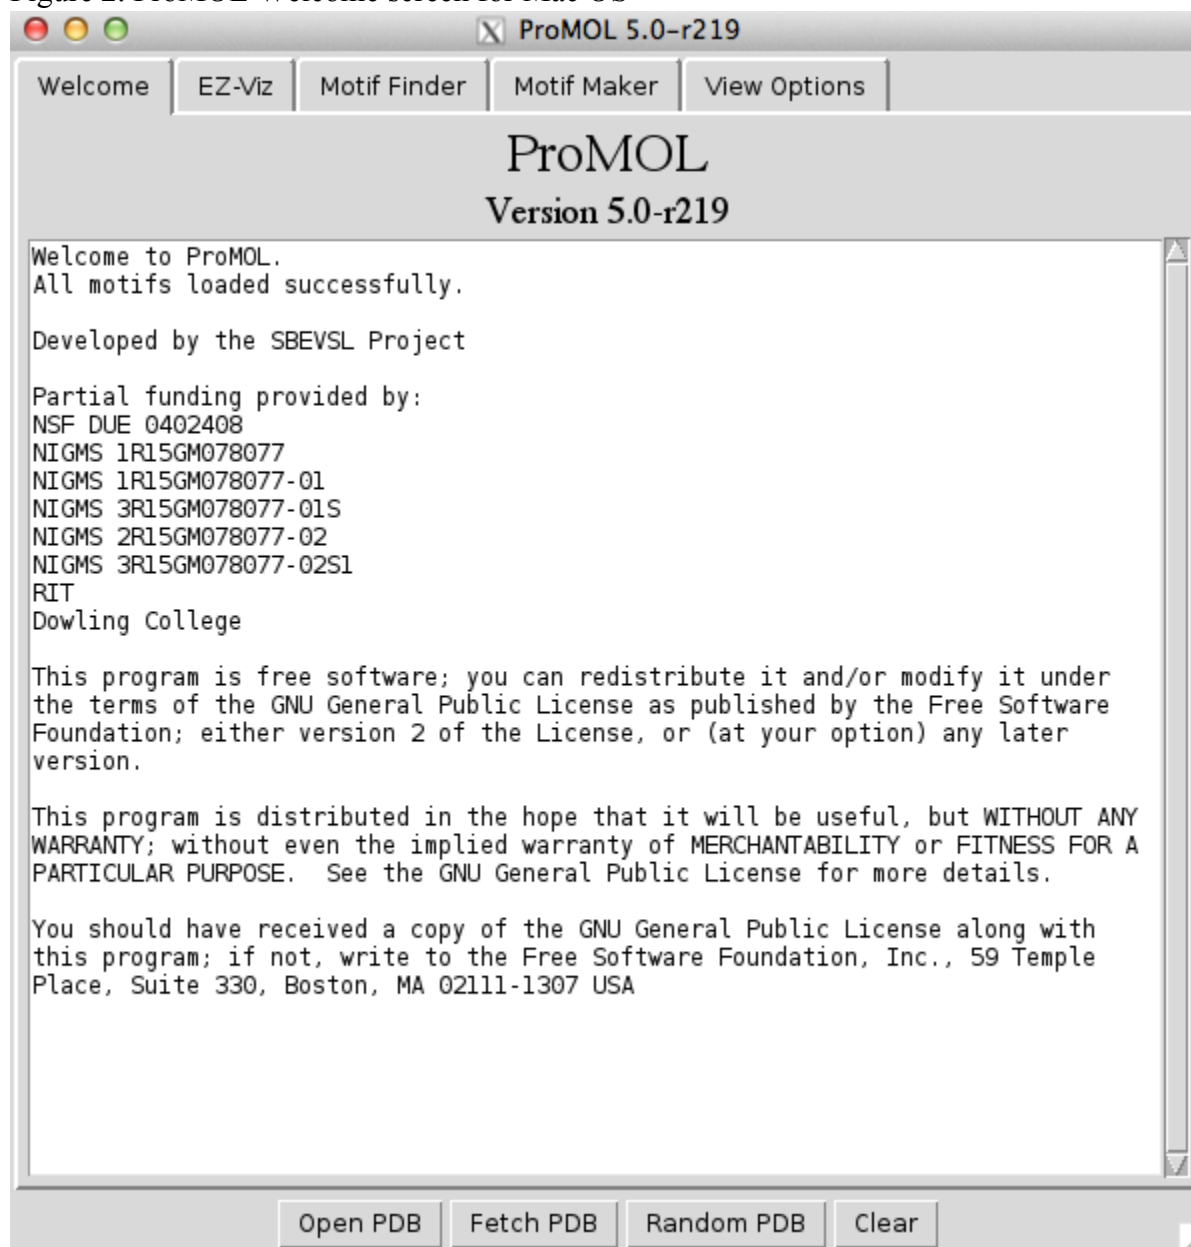 Figure 2. ProMOL Welcome screen for Mac OS
ProMOL 5.0-r219
Welcome EZ-Viz Motif Finder Motif Maker View Options
ProMOL
Version 5.0-r219
Welcome to ProMOL.
All motifs loaded successfully.
Developed by the SBEVSL Project
Partial funding provided by:
NSF DUE 0402408
NIGMS 1R15GM078077
NIGMS 1R15GM078077-01
NIGMS 3R15GM078077-01S
NIGMS 2R15GM078077-02
NIGMS 3R15GM078077-02S1
RIT
Dowling College
This program is free software; you can redistribute it and/or modify it under
the terms of the GNU General Public License as published by the Free Software
Foundation; either version 2 of the License, or (at your option) any later
version.
This program is distributed in the hope that it will be useful, but WITHOUT ANY
WARRANTY; without even the implied warranty of MERCHANTABILITY or FITNESS FOR A
PARTICULAR PURPOSE.  See the GNU General Public License for more details.
You should have received a copy of the GNU General Public License along with
this program; if not, write to the Free Software Foundation, Inc., 59 Temple
Place, Suite 330, Boston, MA 02111-1307 USA
Open PDB Fetch PDB Random PDB Clear